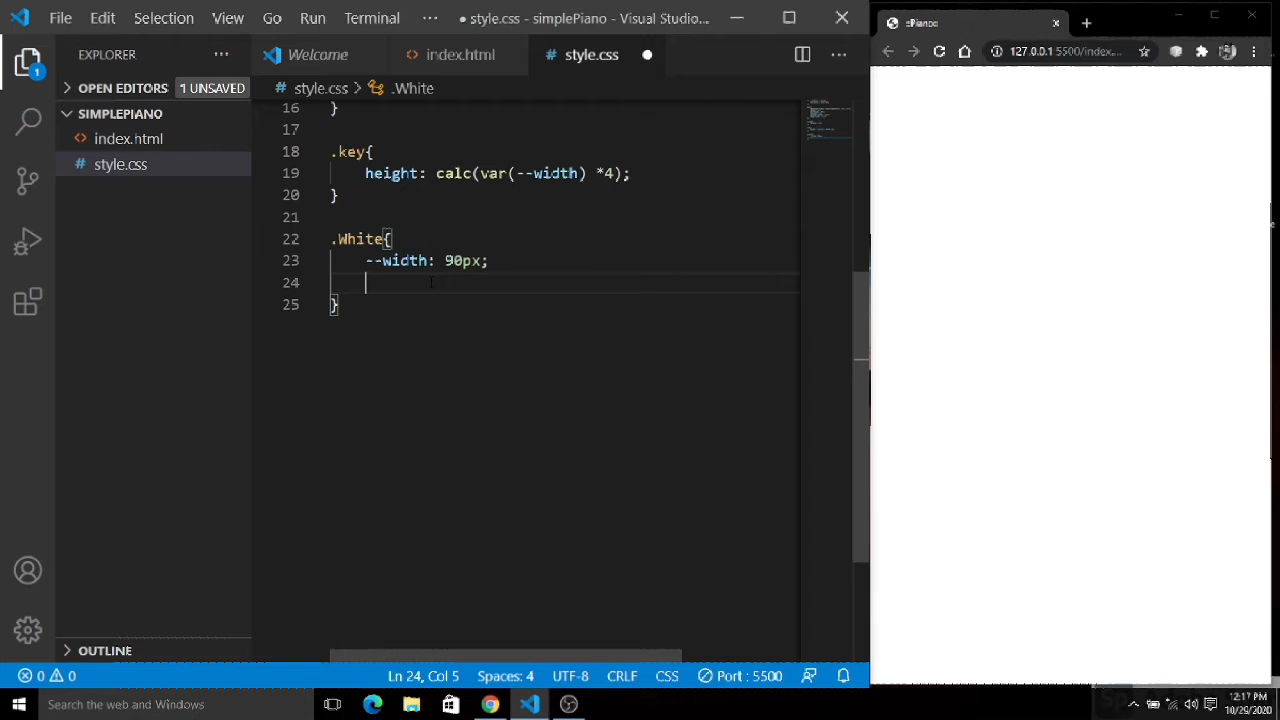 File Edit Selection View Go Run Terminal ··· ● style.css - simplePiano - Visual Studio...
EXPLORER ···
Welcome
index.html
style.css ●
127.0.0.1:5500/index...
> OPEN EDITORS 1 UNSAVED
style.css > .White
SIMPLEPIANO
index.html
style.css
1
16 }
17
18 .key{
19 height: calc(var(--width) *4);
20 }
21
22 .White{
23 --width: 90px;
24
25 }
> OUTLINE
0 0
Ln 24, Col 5 Spaces: 4 UTF-8 CRLF CSS Port : 5500
Search the web and Windows
12:17 PM
10/29/2020